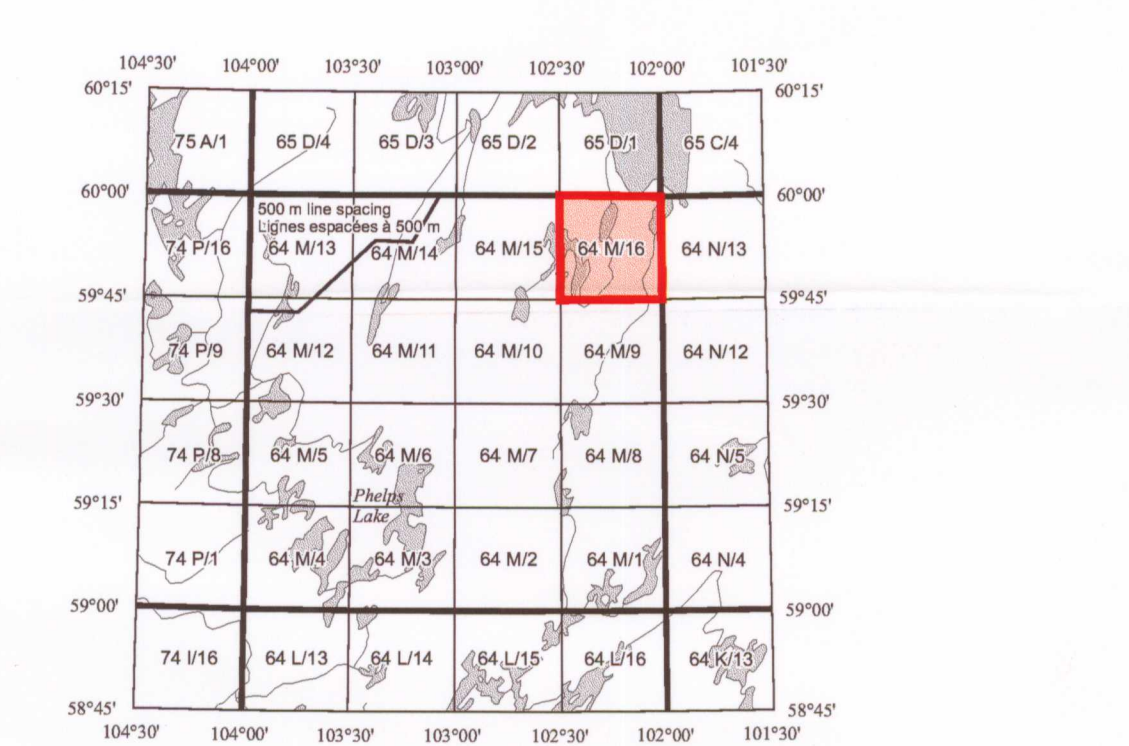 104°30' 104°00' 103°30' 103°00' 102°30' 102°00' 101°30'
60°15' 60°15'
75 A/1 65 D/4 65 D/3 65 D/2 65 D/1 65 C/4
60°00' 60°00'
500 m line spacing
Lignes espacées à 500 m
74 P/16 64 M/13 64 M/14 64 M/15 64 M/16 64 N/13
59°45' 59°45'
74 P/9 64 M/12 64 M/11 64 M/10 64 M/9 64 N/12
59°30' 59°30'
74 P/8 64 M/5 64 M/6 64 M/7 64 M/8 64 N/5
Phelps
59°15' 59°15'
Lake
74 P/1 64 M/4 64 M/3 64 M/2 64 M/1 64 N/4
59°00' 59°00'
74 I/16 64 L/13 64 L/14 64 L/15 64 L/16 64 K/13
58°45' 58°45'
104°30' 104°00' 103°30' 103°00' 102°30' 102°00' 101°30'